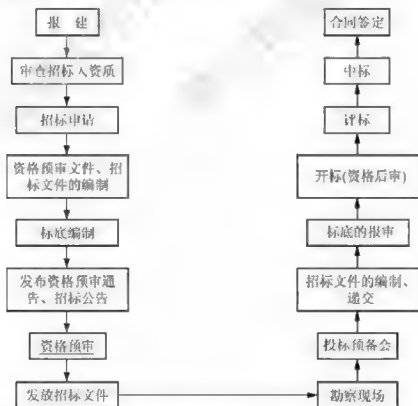 报 建
审查招标人资质
招标申请
资格预审文件、招
标文件的编制
标底编制
发布资格预审通
告、招标公告
资格预审
发放招标文件
合同签定
中标
评标
开标(资格后审)
标底的报审
招标文件的编制、
递交
投标预备会
勘察现场